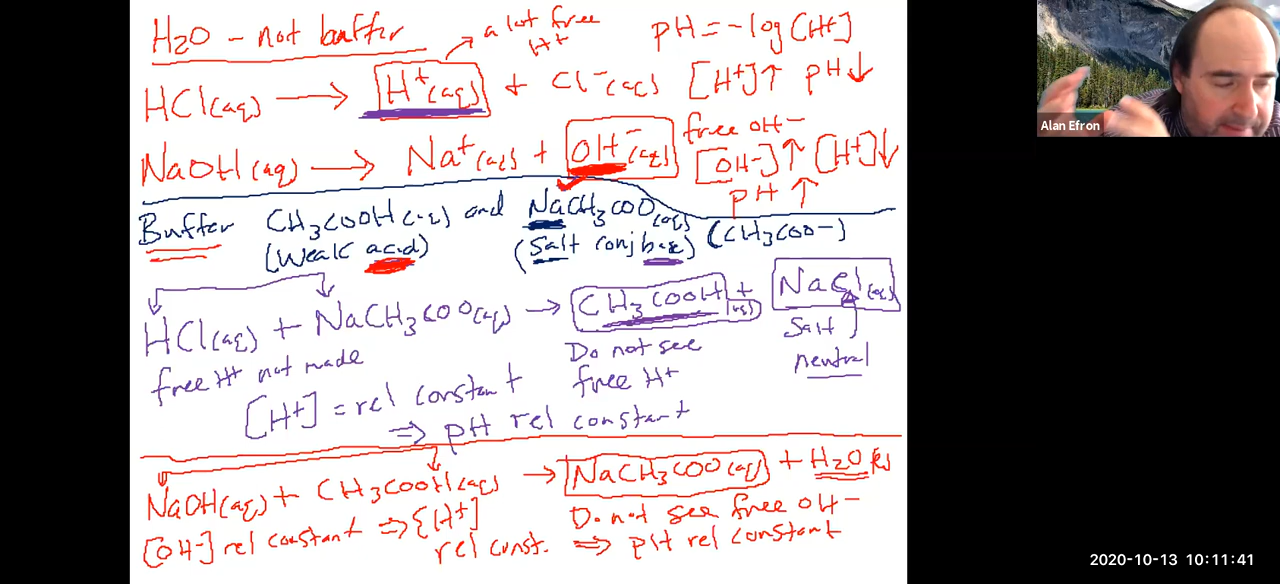 H2O - not buffer
a lot free
H+
pH = -log[H+]
HCl(aq) → H+(aq) + Cl-(aq) [H+]↑ pH↓
NaOH(aq) → Na+(aq) + OH-(aq)
free OH-
[OH-]↑ [H+]↓
pH ↑
Buffer CH3COOH(aq) and NaCH3COO(aq)
(Weak acid) (Salt conj base) (CH3COO-)
HCl(aq) + NaCH3COO(aq) → CH3COOH(aq) + NaCl(aq)
free H+ not made
Do not see
free H+
Salt
neutral
[H+] = rel constant
⇒ pH rel constant
NaOH(aq) + CH3COOH(aq) → NaCH3COO(aq) + H2O(l)
[OH-] rel constant ⇒ {[H+]
rel const.
Do not see free OH-
⇒ pH rel constant
Alan Efron
2020-10-13 10:11:41